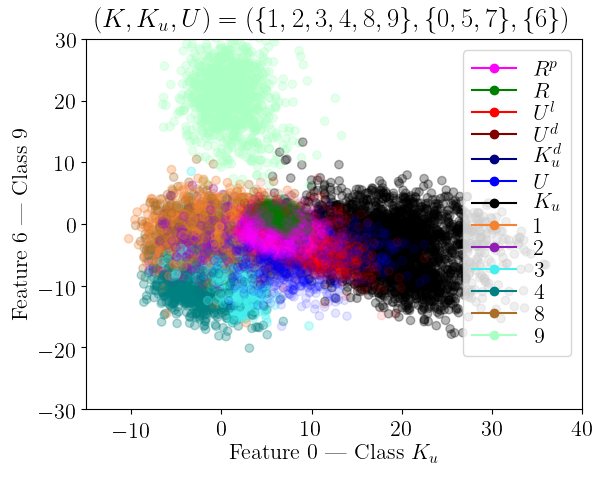 (K, K_u, U) = ({1, 2, 3, 4, 8, 9}, {0, 5, 7}, {6})
30
20
10
0
−10
−20
−30
Feature 6 — Class 9
R^p
R
U^l
U^d
K_u^d
U
K_u
1
2
3
4
8
9
−10
0
10
20
30
40
Feature 0 — Class K_u